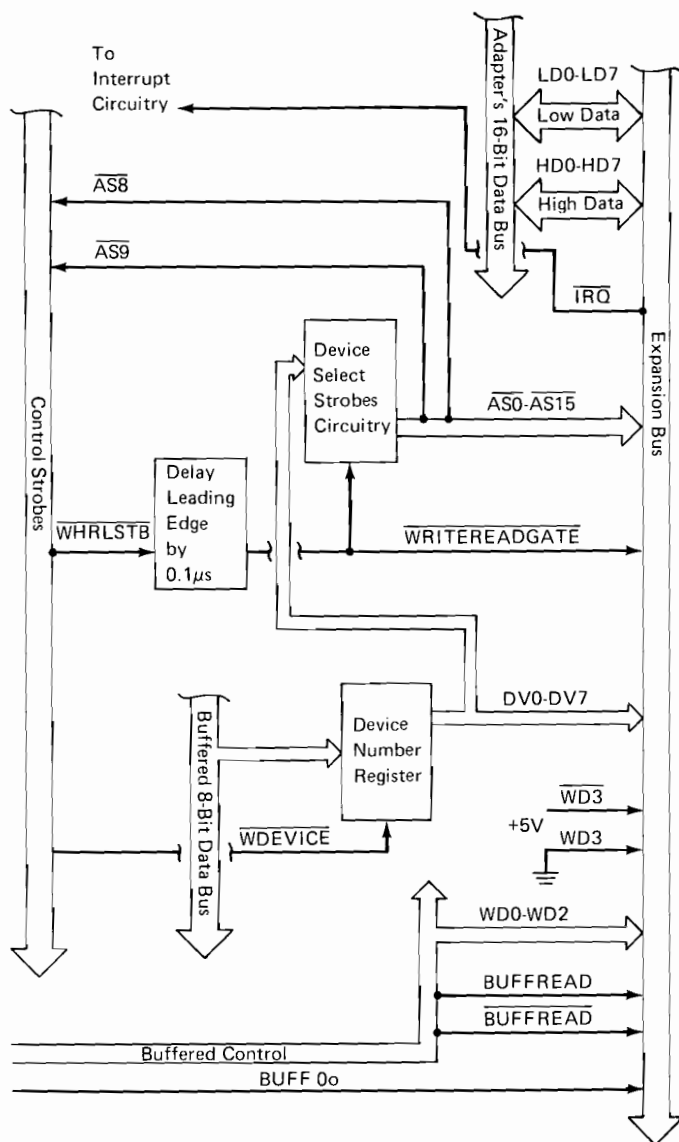 To
Interrupt
Circuitry
Adapter's 16-Bit Data Bus
LD0-LD7
Low Data
HD0-HD7
High Data
AS8
AS9
IRQ
Device
Select
Strobes
Circuitry
AS0-AS15
Expansion Bus
Control Strobes
Delay
Leading
Edge
by
0.1μs
WHRLSTB
WRITEREADGATE
Buffered 8-Bit Data Bus
Device
Number
Register
DV0-DV7
WDEVICE
WD3
+5V
WD3
WD0-WD2
BUFFREAD
BUFFREAD
Buffered Control
BUFF 0o